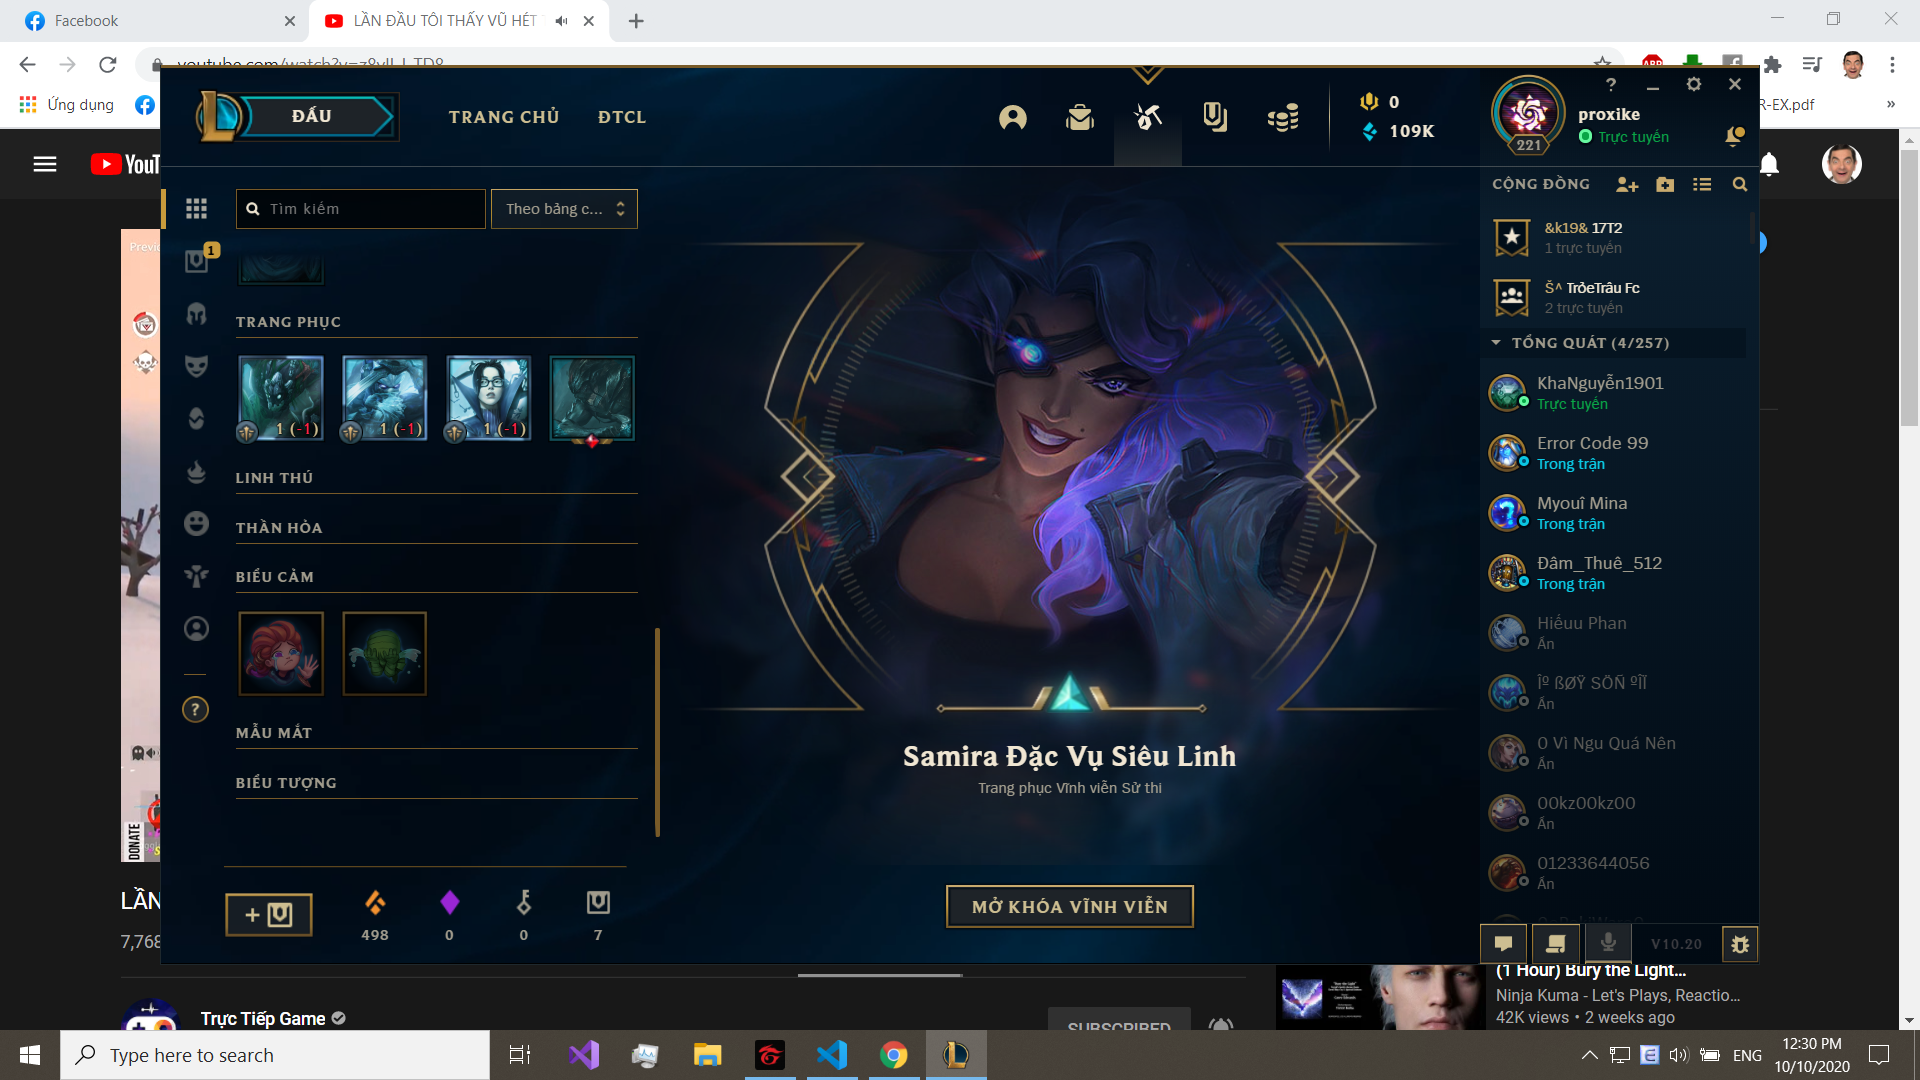 Facebook
LẦN ĐẦU TÔI THẤY VŨ HÉT
Ứng dụng
R-EX.pdf
»
ĐẤU
TRANG CHỦ
ĐTCL
0
109K
221
proxike
Trực tuyến
Tìm kiếm
Theo bảng c...
1
TRANG PHỤC
1 (-1)
1 (-1)
1 (-1)
LINH THÚ
THẦN HỎA
BIỂU CẢM
MẪU MẮT
BIỂU TƯỢNG
498
0
0
7
Samira Đặc Vụ Siêu Linh
Trang phục Vĩnh viễn Sử thi
MỞ KHÓA VĨNH VIỄN
CỘNG ĐỒNG
&k19& 17T2
1 trực tuyến
Š^ TrỏeTrâu Fc
2 trực tuyến
TỔNG QUÁT (4/257)
KhaNguyễn1901
Trực tuyến
Error Code 99
Trong trận
Myouî Mina
Trong trận
Đâm_Thuê_512
Trong trận
Hiếuu Phan
Ẩn
Îº ßØŸ SÖÑ ºÎÏ
Ẩn
0 Vì Ngu Quá Nên
Ẩn
00kz00kz00
Ẩn
01233644056
Ẩn
V10.20
DONATE
LẦN
7,768
Trực Tiếp Game
SUBSCRIBED
(1 Hour) Bury the Light...
Ninja Kuma - Let's Plays, Reactio...
42K views • 2 weeks ago
Type here to search
ENG
12:30 PM
10/10/2020